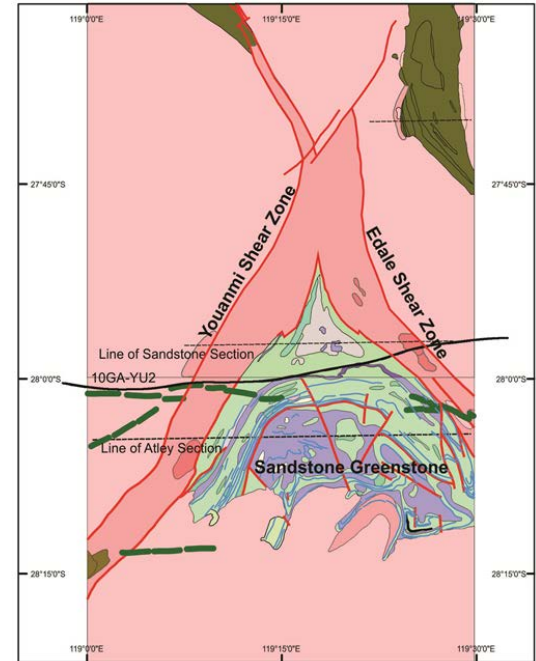 119°0'0"E
119°15'0"E
119°30'0"E
27°45'0"S
27°45'0"S
Youanmi Shear Zone
Edale Shear Zone
Line of Sandstone Section
10GA-YU2
28°0'0"S
28°0'0"S
Line of Atley Section
Sandstone Greenstone
28°15'0"S
28°15'0"S
119°0'0"E
119°15'0"E
119°30'0"E